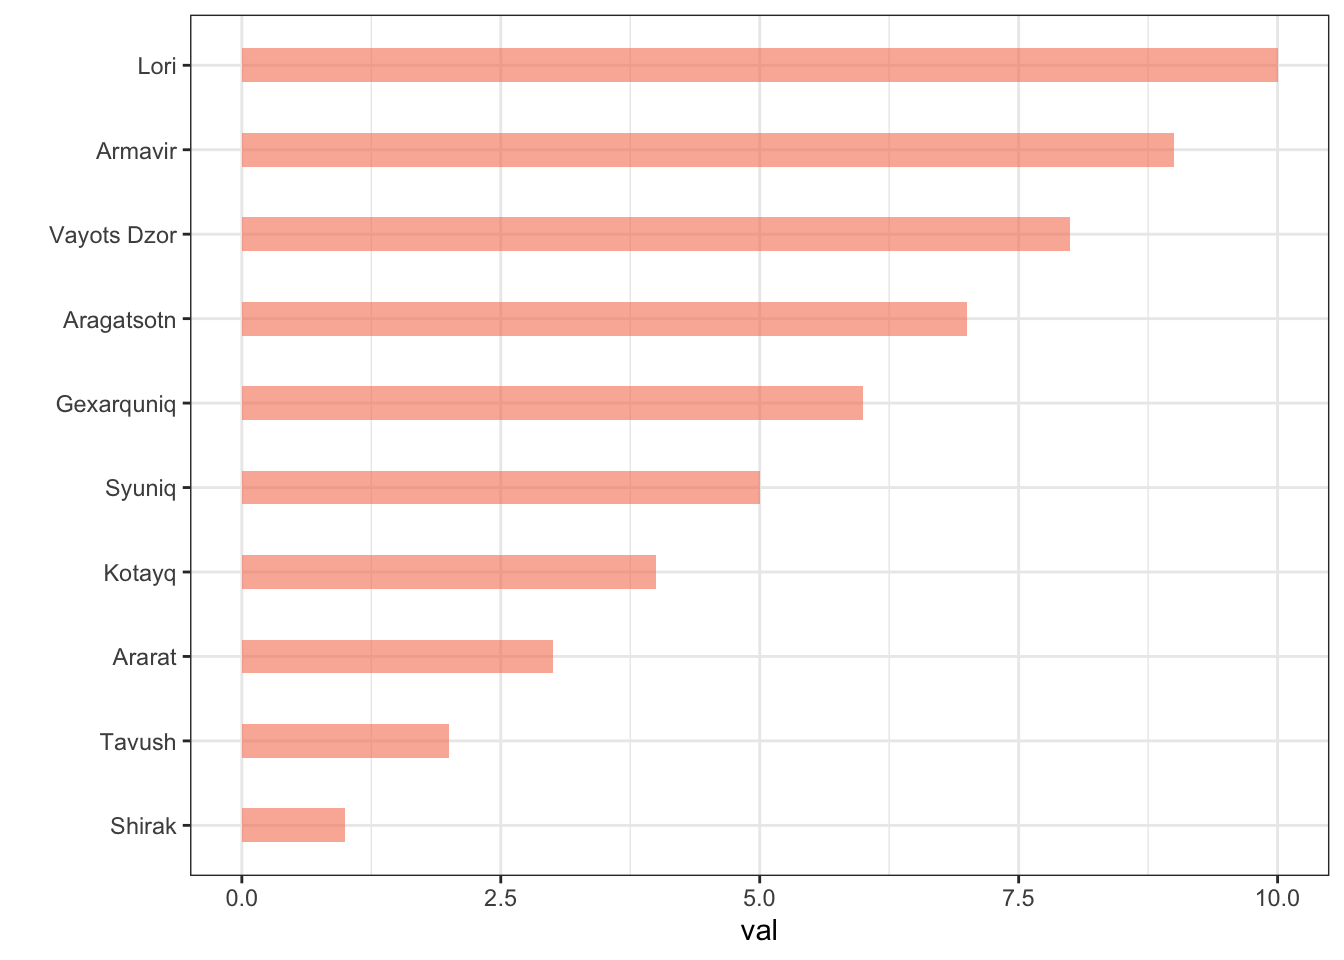 Lori
Armavir
Vayots Dzor
Aragatsotn
Gexarquniq
Syuniq
Kotayq
Ararat
Tavush
Shirak
0.0 2.5 5.0 7.5 10.0
val